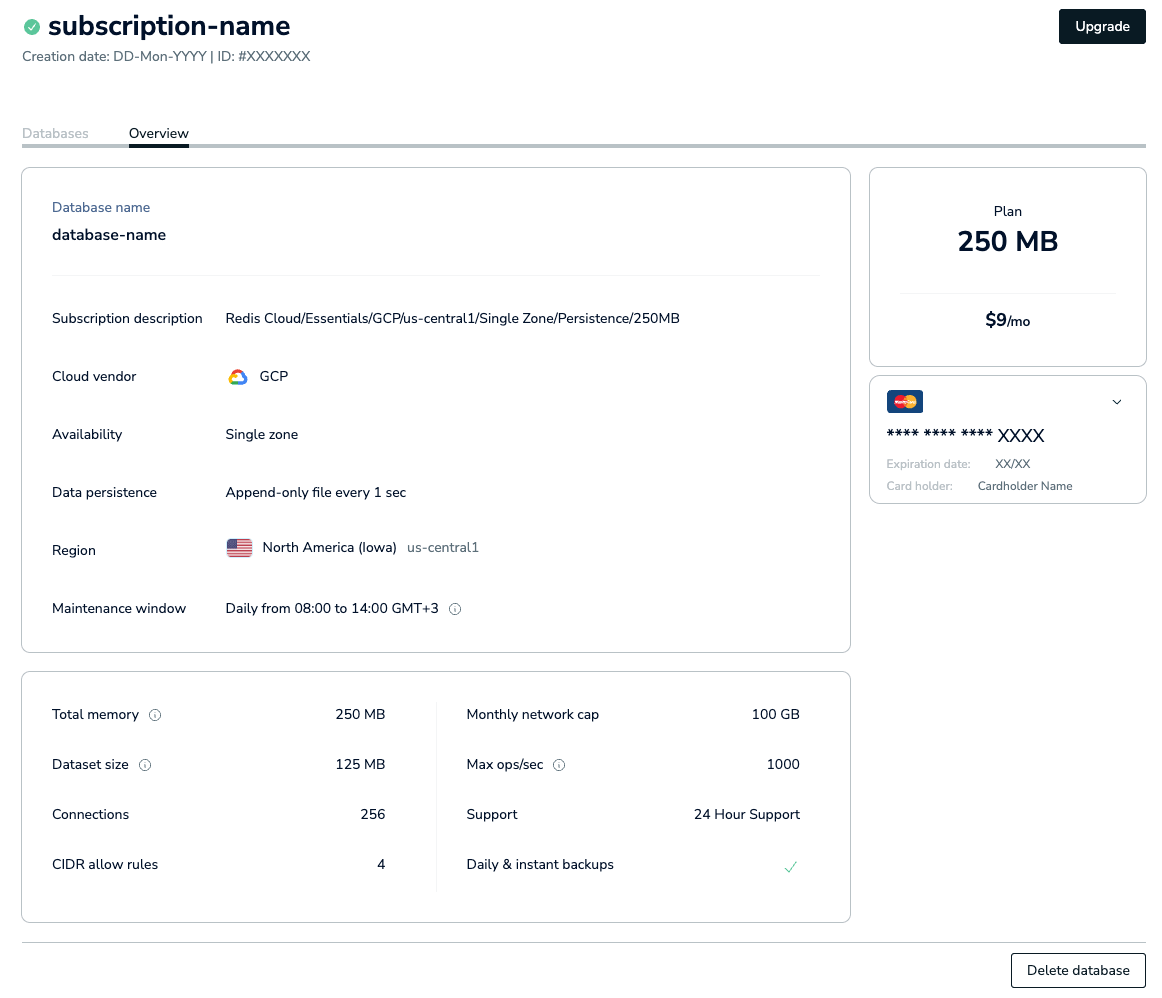 subscription-name
Upgrade
Creation date: DD-Mon-YYYY | ID: #XXXXXXX
Databases
Overview
Database name
database-name
Subscription description Redis Cloud/Essentials/GCP/us-central1/Single Zone/Persistence/250MB
Cloud vendor GCP
Availability Single zone
Data persistence Append-only file every 1 sec
Region North America (Iowa) us-central1
Maintenance window Daily from 08:00 to 14:00 GMT+3
Plan
250 MB
$9/mo
MasterCard
**** **** **** XXXX
Expiration date: XX/XX
Card holder: Cardholder Name
Total memory 250 MB
Dataset size 125 MB
Connections 256
CIDR allow rules 4
Monthly network cap 100 GB
Max ops/sec 1000
Support 24 Hour Support
Daily & instant backups
Delete database